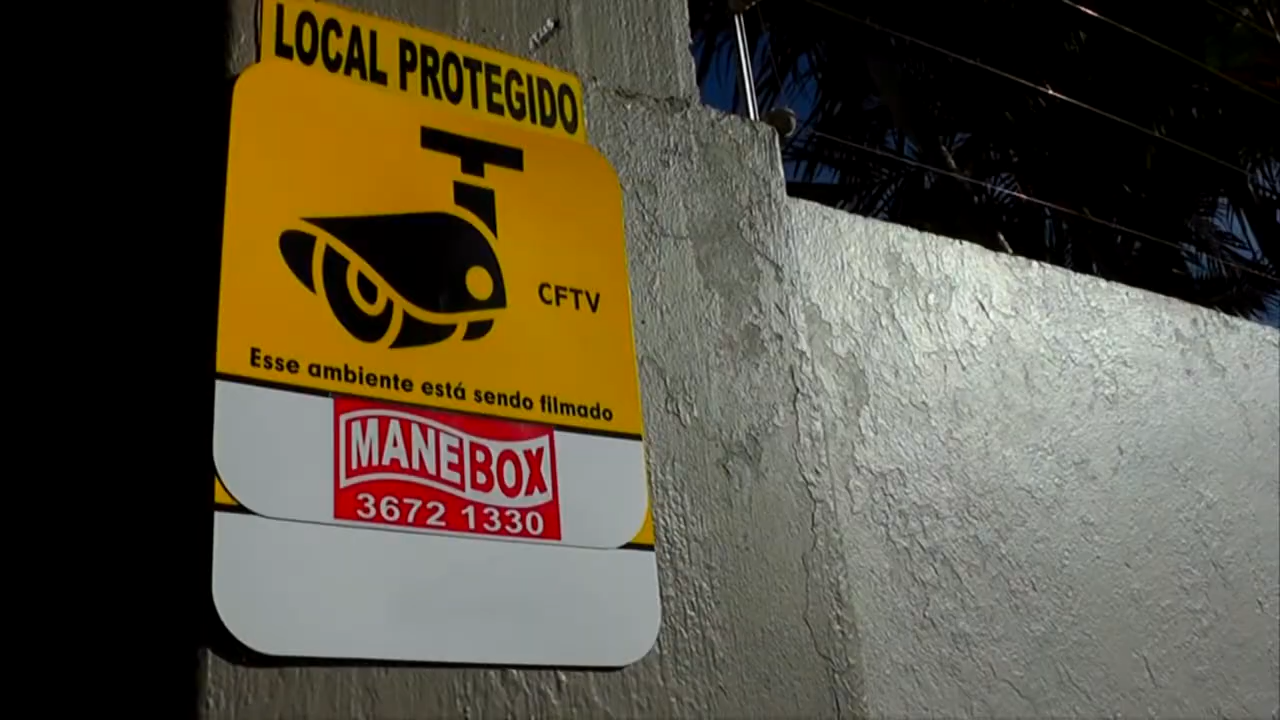 LOCAL PROTEGIDO
CFTV
Esse ambiente está sendo filmado
MANEBOX
3672 1330